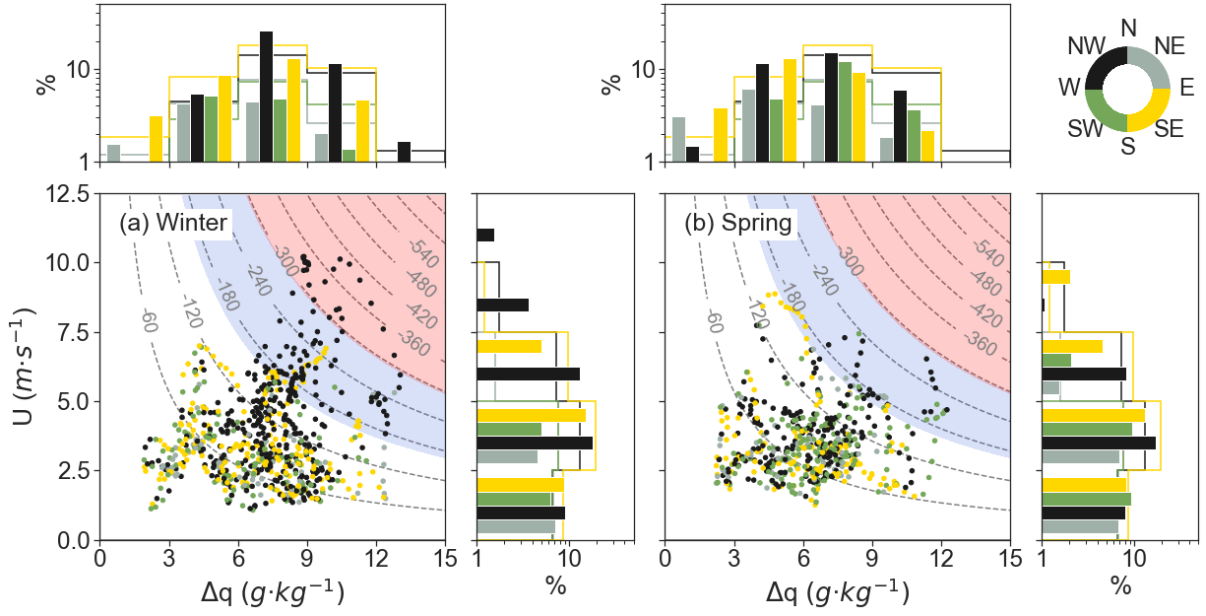 %
10
1
%
10
1
N
NW NE
W E
SW SE
S
12.5
10.0
7.5
5.0
2.5
0.0
U (m·s⁻¹)
(a) Winter
-60
-120
-180
-240
-300
-540
-480
-420
-360
0 3 6 9 12 15
Δq (g·kg⁻¹)
1 10
%
(b) Spring
-60
-120
-180
-240
-300
-540
-480
-420
-360
0 3 6 9 12 15
Δq (g·kg⁻¹)
1 10
%